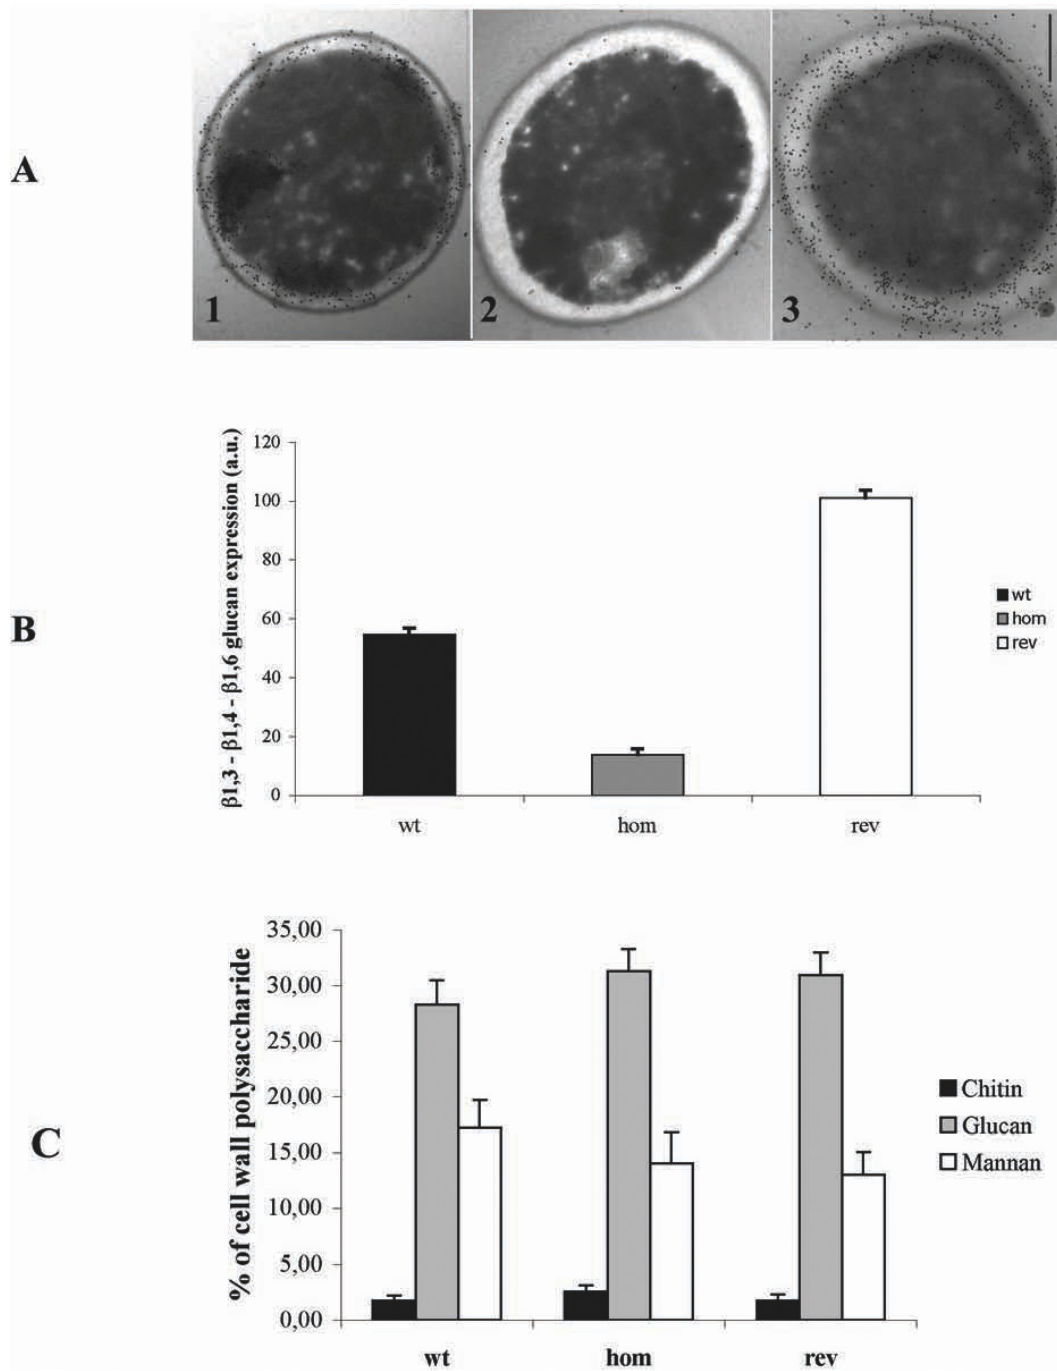 A
1 2 3
B
β1,3 - β1,4 - β1,6 glucan expression (a.u.)
120
100
80
60
40
20
0
wt hom rev
wt
hom
rev
C
% of cell wall polysaccharide
35,00
30,00
25,00
20,00
15,00
10,00
5,00
0,00
wt hom rev
Chitin
Glucan
Mannan